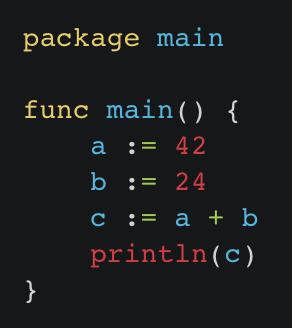 package main

func main() {
    a := 42
    b := 24
    c := a + b
    println(c)
}